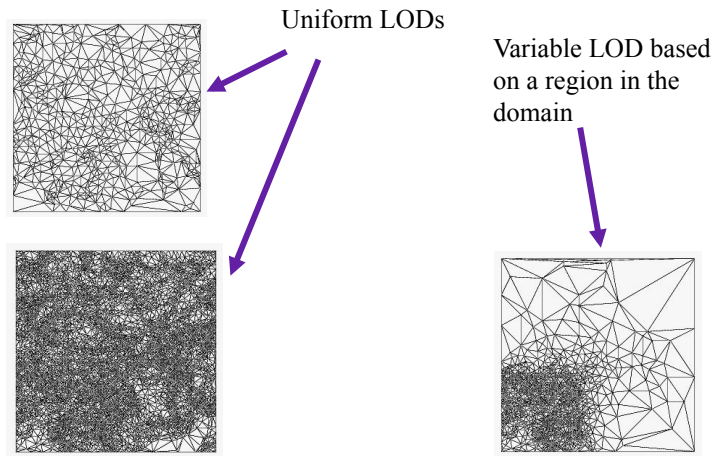 Uniform LODs
Variable LOD based
on a region in the
domain